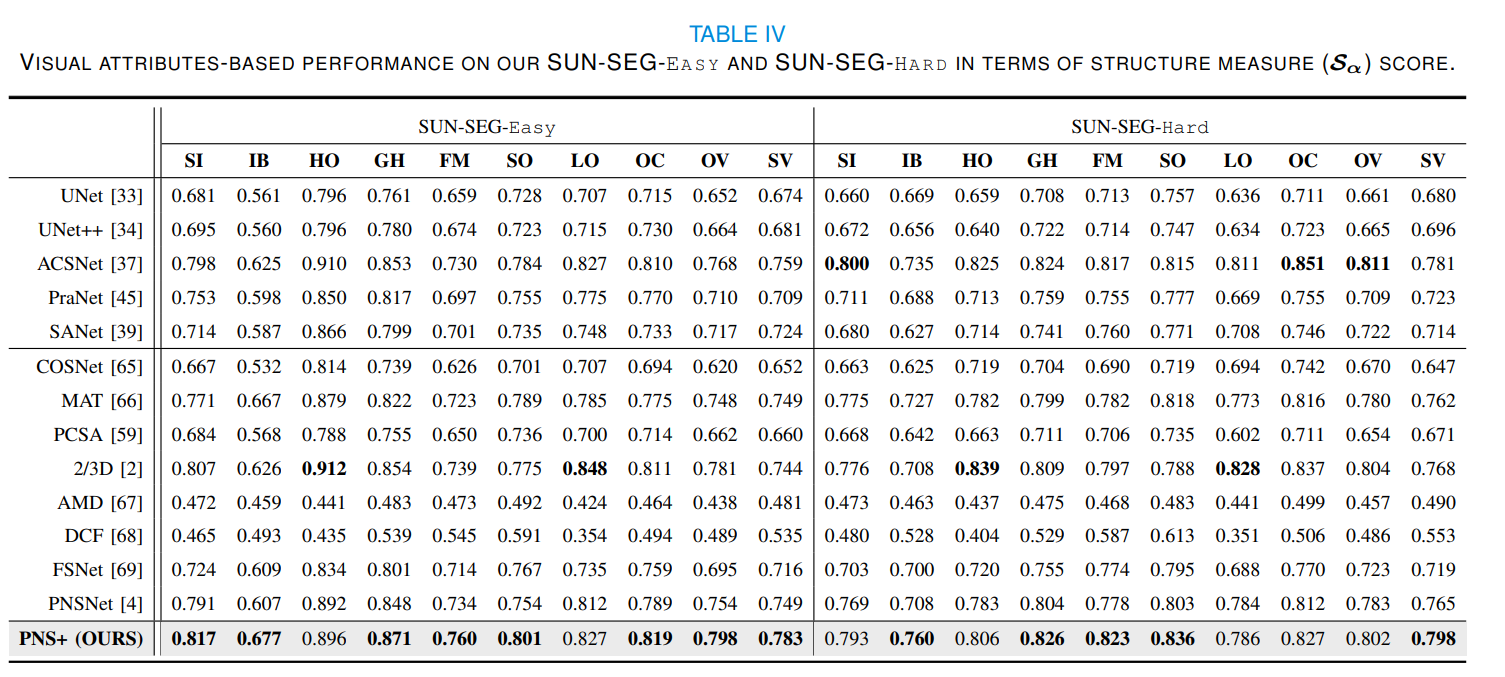 TABLE IV
VISUAL ATTRIBUTES-BASED PERFORMANCE ON OUR SUN-SEG-EASY AND SUN-SEG-HARD IN TERMS OF STRUCTURE MEASURE (𝓢α) SCORE.
SUN-SEG-Easy SUN-SEG-Hard
SI IB HO GH FM SO LO OC OV SV SI IB HO GH FM SO LO OC OV SV
UNet [33] 0.681 0.561 0.796 0.761 0.659 0.728 0.707 0.715 0.652 0.674 0.660 0.669 0.659 0.708 0.713 0.757 0.636 0.711 0.661 0.680
UNet++ [34] 0.695 0.560 0.796 0.780 0.674 0.723 0.715 0.730 0.664 0.681 0.672 0.656 0.640 0.722 0.714 0.747 0.634 0.723 0.665 0.696
ACSNet [37] 0.798 0.625 0.910 0.853 0.730 0.784 0.827 0.810 0.768 0.759 0.800 0.735 0.825 0.824 0.817 0.815 0.811 0.851 0.811 0.781
PraNet [45] 0.753 0.598 0.850 0.817 0.697 0.755 0.775 0.770 0.710 0.709 0.711 0.688 0.713 0.759 0.755 0.777 0.669 0.755 0.709 0.723
SANet [39] 0.714 0.587 0.866 0.799 0.701 0.735 0.748 0.733 0.717 0.724 0.680 0.627 0.714 0.741 0.760 0.771 0.708 0.746 0.722 0.714
COSNet [65] 0.667 0.532 0.814 0.739 0.626 0.701 0.707 0.694 0.620 0.652 0.663 0.625 0.719 0.704 0.690 0.719 0.694 0.742 0.670 0.647
MAT [66] 0.771 0.667 0.879 0.822 0.723 0.789 0.785 0.775 0.748 0.749 0.775 0.727 0.782 0.799 0.782 0.818 0.773 0.816 0.780 0.762
PCSA [59] 0.684 0.568 0.788 0.755 0.650 0.736 0.700 0.714 0.662 0.660 0.668 0.642 0.663 0.711 0.706 0.735 0.602 0.711 0.654 0.671
2/3D [2] 0.807 0.626 0.912 0.854 0.739 0.775 0.848 0.811 0.781 0.744 0.776 0.708 0.839 0.809 0.797 0.788 0.828 0.837 0.804 0.768
AMD [67] 0.472 0.459 0.441 0.483 0.473 0.492 0.424 0.464 0.438 0.481 0.473 0.463 0.437 0.475 0.468 0.483 0.441 0.499 0.457 0.490
DCF [68] 0.465 0.493 0.435 0.539 0.545 0.591 0.354 0.494 0.489 0.535 0.480 0.528 0.404 0.529 0.587 0.613 0.351 0.506 0.486 0.553
FSNet [69] 0.724 0.609 0.834 0.801 0.714 0.767 0.735 0.759 0.695 0.716 0.703 0.700 0.720 0.755 0.774 0.795 0.688 0.770 0.723 0.719
PNSNet [4] 0.791 0.607 0.892 0.848 0.734 0.754 0.812 0.789 0.754 0.749 0.769 0.708 0.783 0.804 0.778 0.803 0.784 0.812 0.783 0.765
PNS+ (OURS) 0.817 0.677 0.896 0.871 0.760 0.801 0.827 0.819 0.798 0.783 0.793 0.760 0.806 0.826 0.823 0.836 0.786 0.827 0.802 0.798